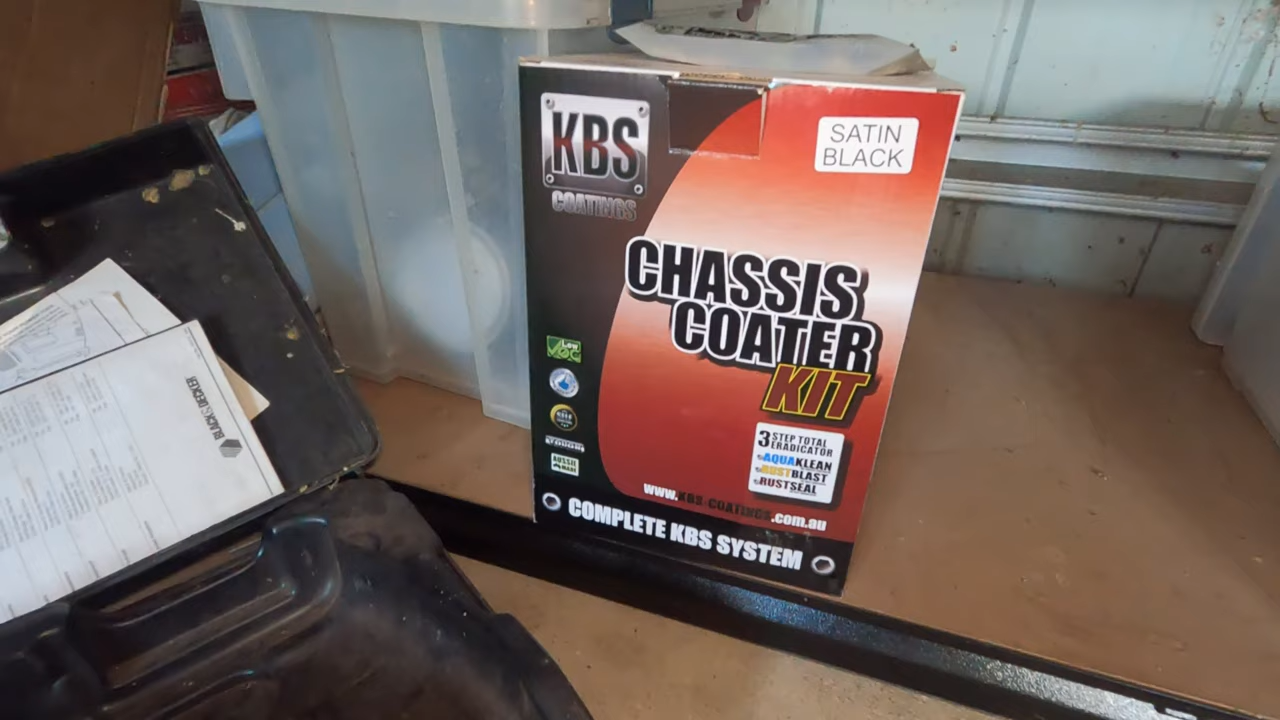 KBS
COATINGS
SATIN
BLACK
CHASSIS
COATER
KIT
Low
VOC
AUSSIE
MADE
3 STEP TOTAL
ERADICATOR
AQUAKLEAN
RUSTBLAST
RUSTSEAL
www.KBS-COATINGS.com.au
COMPLETE KBS SYSTEM
BLACK & DECKER